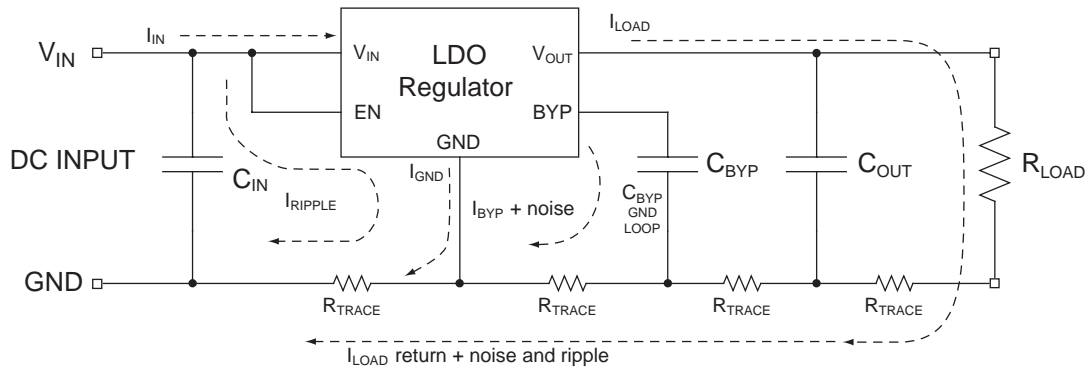 I_IN
I_LOAD
V_IN
V_IN
LDO
Regulator
V_OUT
EN
BYP
GND
DC INPUT
C_IN
I_RIPPLE
I_GND
I_BYP + noise
C_BYP
GND
LOOP
C_BYP
C_OUT
R_LOAD
GND
R_TRACE
R_TRACE
R_TRACE
R_TRACE
I_LOAD return + noise and ripple